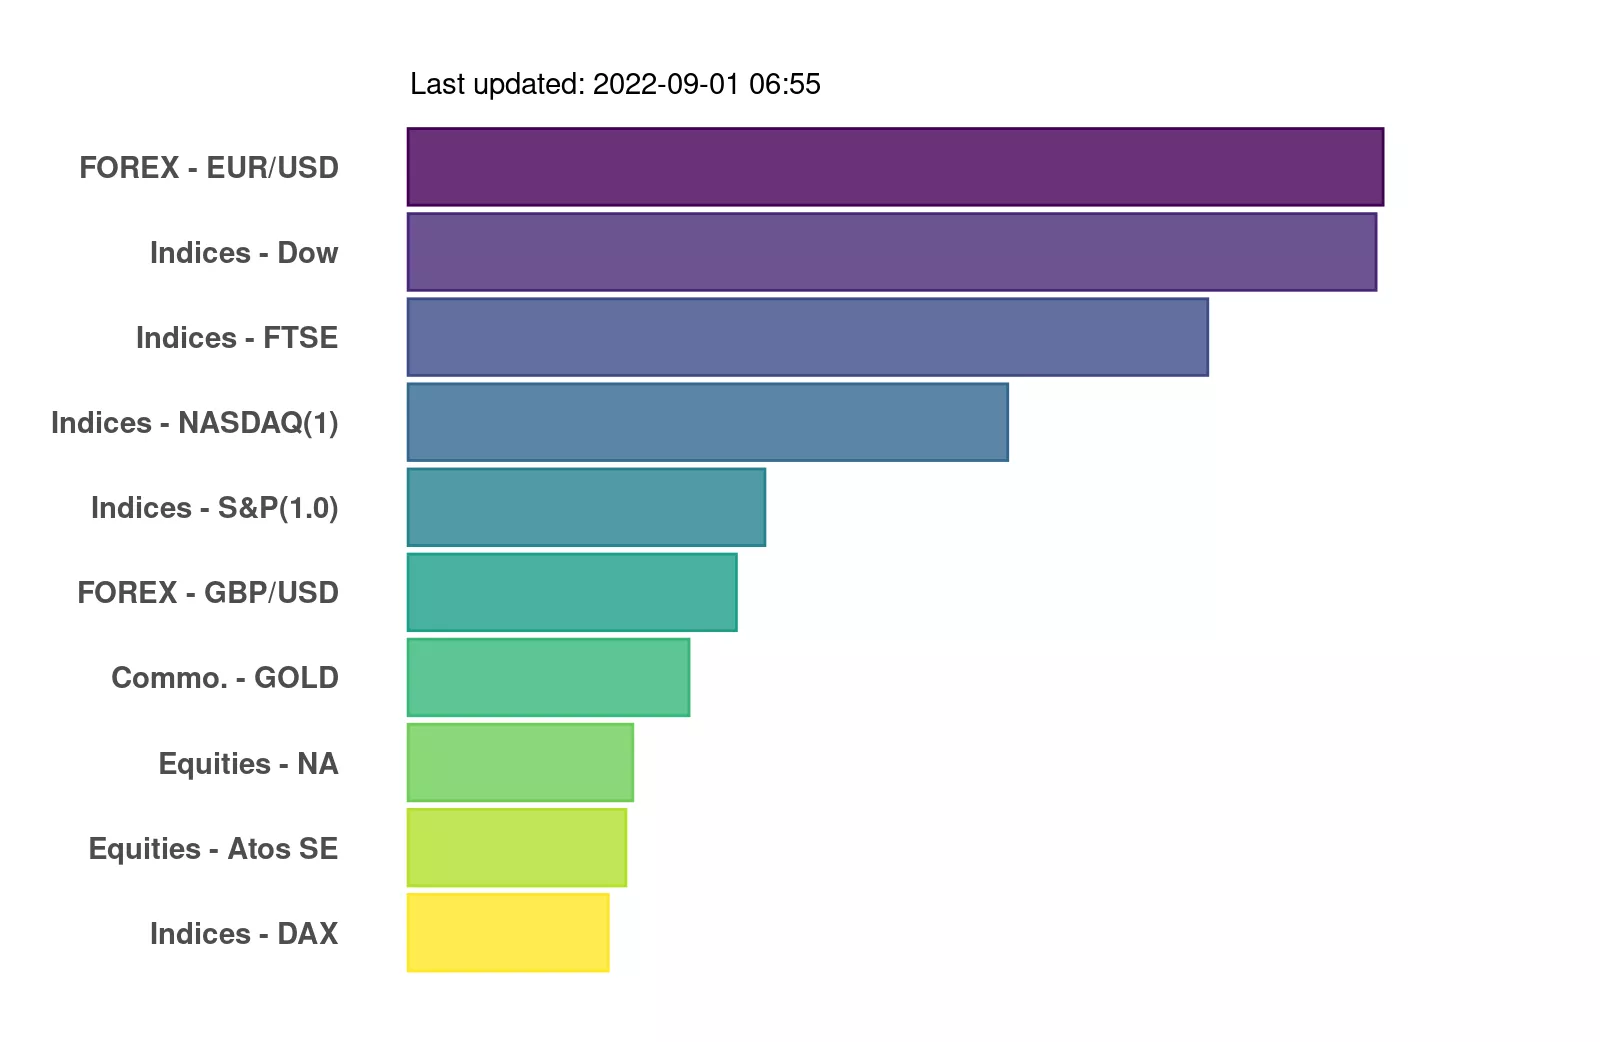 Last updated: 2022-09-01 06:55
FOREX - EUR/USD
Indices - Dow
Indices - FTSE
Indices - NASDAQ(1)
Indices - S&P(1.0)
FOREX - GBP/USD
Commo. - GOLD
Equities - NA
Equities - Atos SE
Indices - DAX